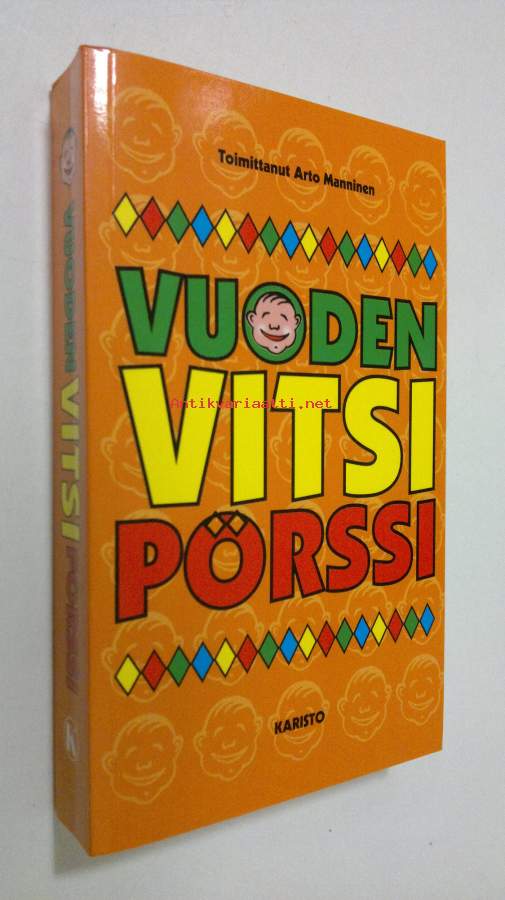 Toimittanut Arto Manninen
VUODEN
VITSI
PÖRSSI
KARISTO
VUODEN VITSI PÖRSSI
K
Antikvariaatti.net